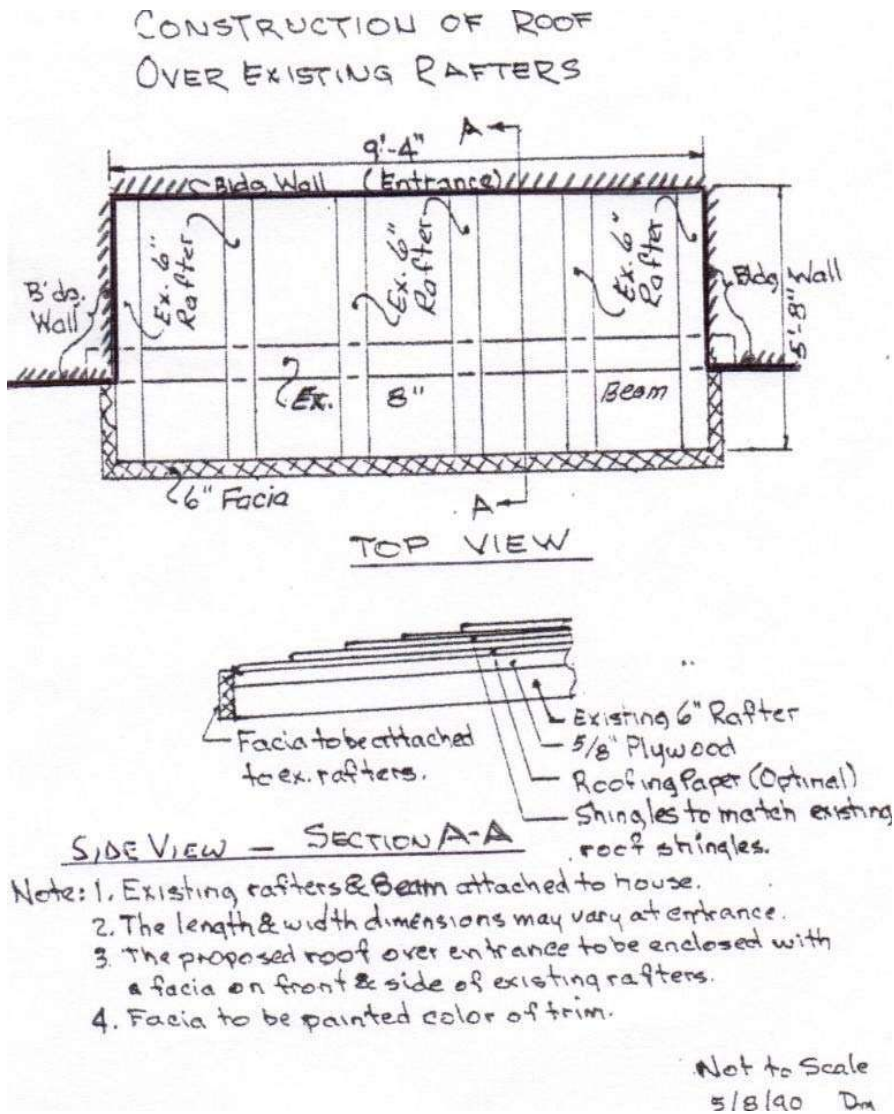 CONSTRUCTION OF ROOF
OVER EXISTING RAFTERS
A
9'-4"
Bldg Wall (Entrance)
Ex. 6" Rafter
Ex. 6" Rafter
Ex. 6" Rafter
B'dg. Wall
Bldg Wall
5'-8"
Ex. 8" Beam
6" Facia
A
TOP VIEW
Existing 6" Rafter
Facia to be attached
5/8" Plywood
to ex. rafters.
Roofing Paper (Optinal)
Shingles to match existing
roof shingles.
SIDE VIEW - SECTION A-A
Note: 1. Existing rafters & Beam attached to house.
2. The length & width dimensions may vary at entrance.
3. The proposed roof over entrance to be enclosed with
a facia on front & side of existing rafters.
4. Facia to be painted color of trim.
Not to Scale
5/8/90 Dm